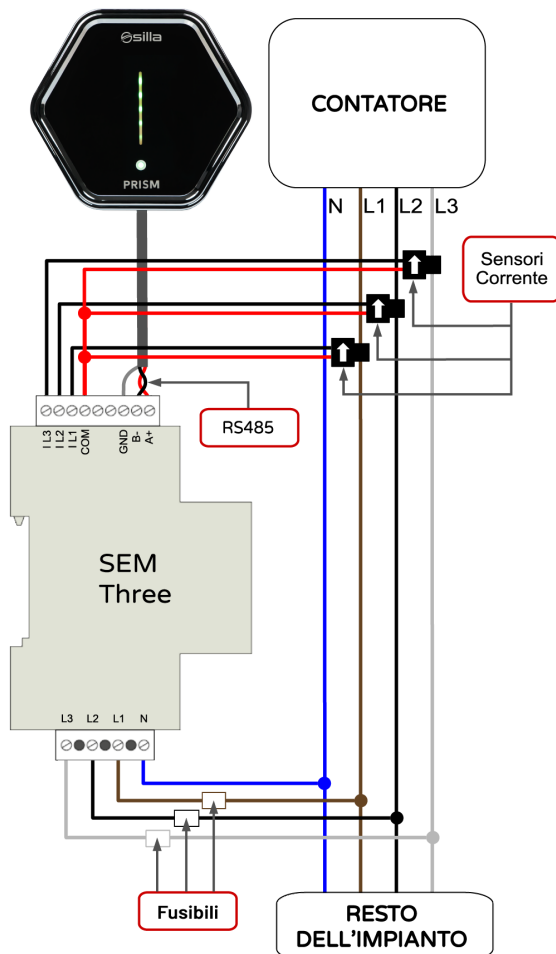 silla
PRISM
CONTATORE
N
L1
L2
L3
Sensori
Corrente
RS485
I L3
I L2
I L1
COM
GND
B-
A+
SEM
Three
L3
L2
L1
N
Fusibili
RESTO
DELL'IMPIANTO